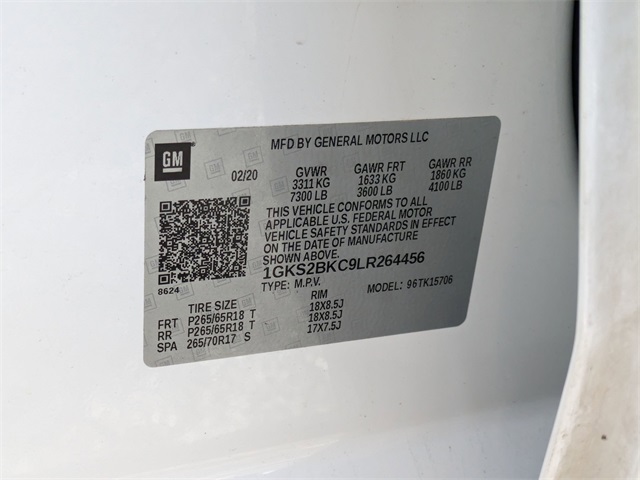 MFD BY GENERAL MOTORS LLC
GM
02/20 GVWR GAWR FRT GAWR RR
3311 KG 1633 KG 1860 KG
7300 LB 3600 LB 4100 LB
THIS VEHICLE CONFORMS TO ALL
APPLICABLE U.S. FEDERAL MOTOR
VEHICLE SAFETY STANDARDS IN EFFECT
ON THE DATE OF MANUFACTURE
SHOWN ABOVE.
1GKS2BKC9LR264456
8624
TYPE: M.P.V. MODEL: 96TK15706
TIRE SIZE RIM
FRT P265/65R18 T 18X8.5J
RR P265/65R18 T 18X8.5J
SPA 265/70R17 S 17X7.5J